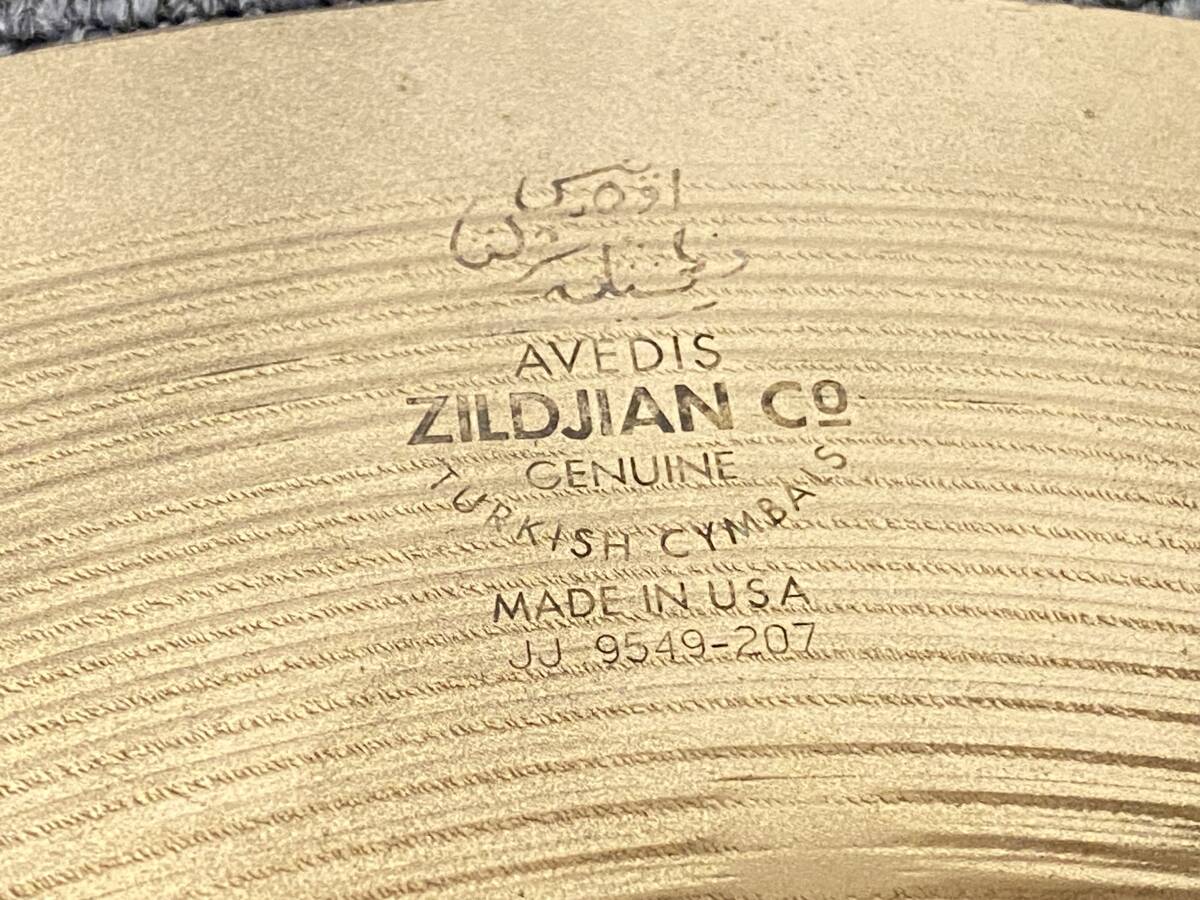 AVEDIS
ZILDJIAN Cº
GENUINE
TURKISH CYMBALS
MADE IN USA
JJ 9549-207